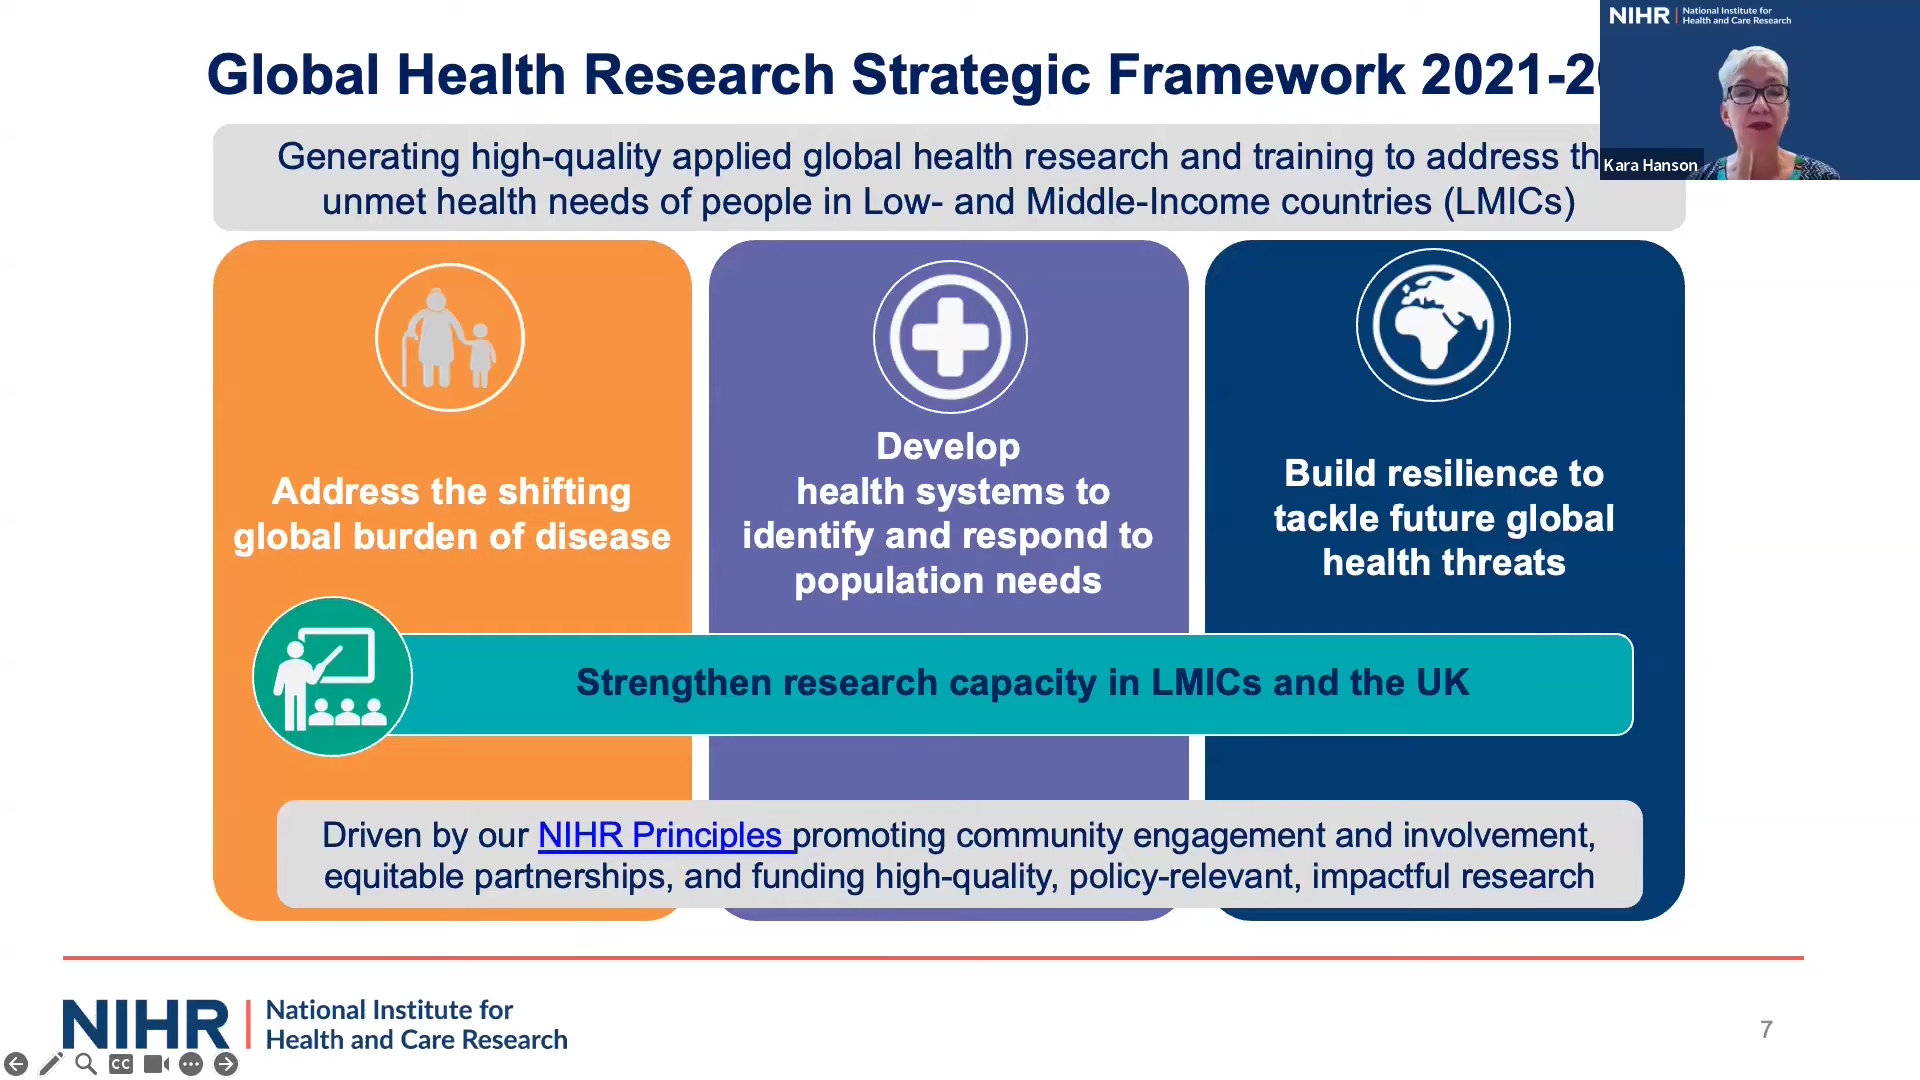 Global Health Research Strategic Framework 2021-2
NIHR | National Institute for
Health and Care Research
Kara Hanson
Generating high-quality applied global health research and training to address th
unmet health needs of people in Low- and Middle-Income countries (LMICs)
Address the shifting
global burden of disease
Develop
health systems to
identify and respond to
population needs
Build resilience to
tackle future global
health threats
Strengthen research capacity in LMICs and the UK
Driven by our NIHR Principles promoting community engagement and involvement,
equitable partnerships, and funding high-quality, policy-relevant, impactful research
NIHR | National Institute for
Health and Care Research
CC
7